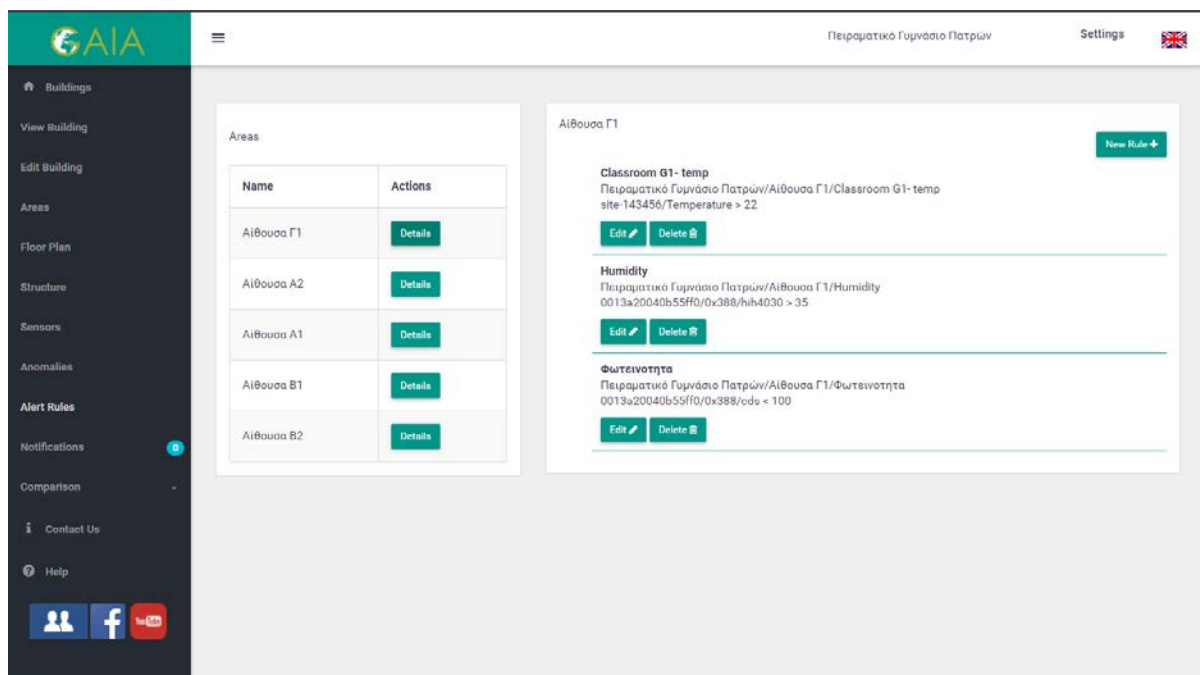 GAIA
Πειραματικό Γυμνάσιο Πατρών
Settings
Buildings
View Building
Edit Building
Areas
Floor Plan
Structure
Sensors
Anomalies
Alert Rules
Notifications 0
Comparison
Contact Us
Help
You Tube
Areas
Name Actions
Αίθουσα Γ1 Details
Αίθουσα Α2 Details
Αίθουσα Α1 Details
Αίθουσα Β1 Details
Αίθουσα Β2 Details
Αίθουσα Γ1
New Rule +
Classroom G1- temp
Πειραματικό Γυμνάσιο Πατρών/Αίθουσα Γ1/Classroom G1- temp
site-143456/Temperature > 22
Edit Delete
Humidity
Πειραματικό Γυμνάσιο Πατρών/Αίθουσα Γ1/Humidity
0013a20040b55ff0/0x388/hih4030 > 35
Edit Delete
Φωτεινοτητα
Πειραματικό Γυμνάσιο Πατρών/Αίθουσα Γ1/Φωτεινοτητα
0013a20040b55ff0/0x388/cds < 100
Edit Delete